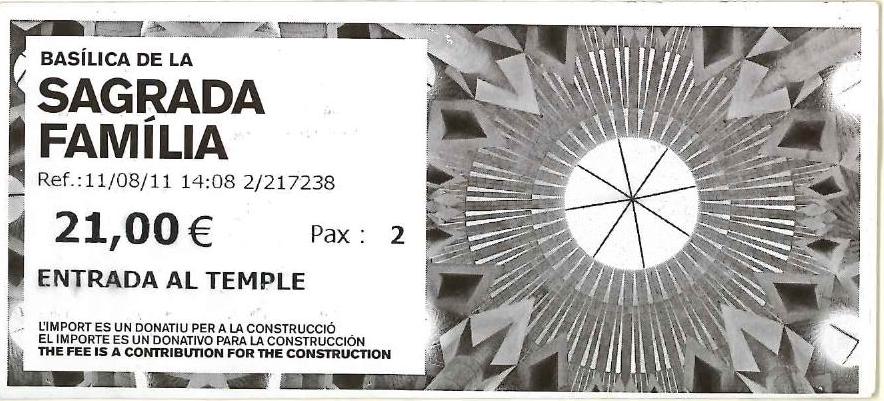 BASÍLICA DE LA
SAGRADA
FAMÍLIA
Ref.:11/08/11 14:08 2/217238
21,00 € Pax : 2
ENTRADA AL TEMPLE
L'IMPORT ES UN DONATIU PER A LA CONSTRUCCIÓ
EL IMPORTE ES UN DONATIVO PARA LA CONSTRUCCIÓN
THE FEE IS A CONTRIBUTION FOR THE CONSTRUCTION